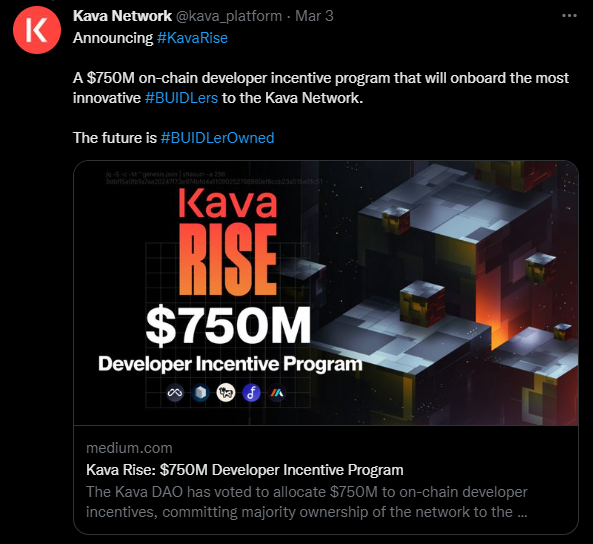 Kava Network @kava_platform · Mar 3
Announcing #KavaRise
A $750M on-chain developer incentive program that will onboard the most
innovative #BUIDLers to the Kava Network.
The future is #BUIDLerOwned
Kava
RISE
$750M
Developer Incentive Program
medium.com
Kava Rise: $750M Developer Incentive Program
The Kava DAO has voted to allocate $750M to on-chain developer
incentives, committing majority ownership of the network to the ...